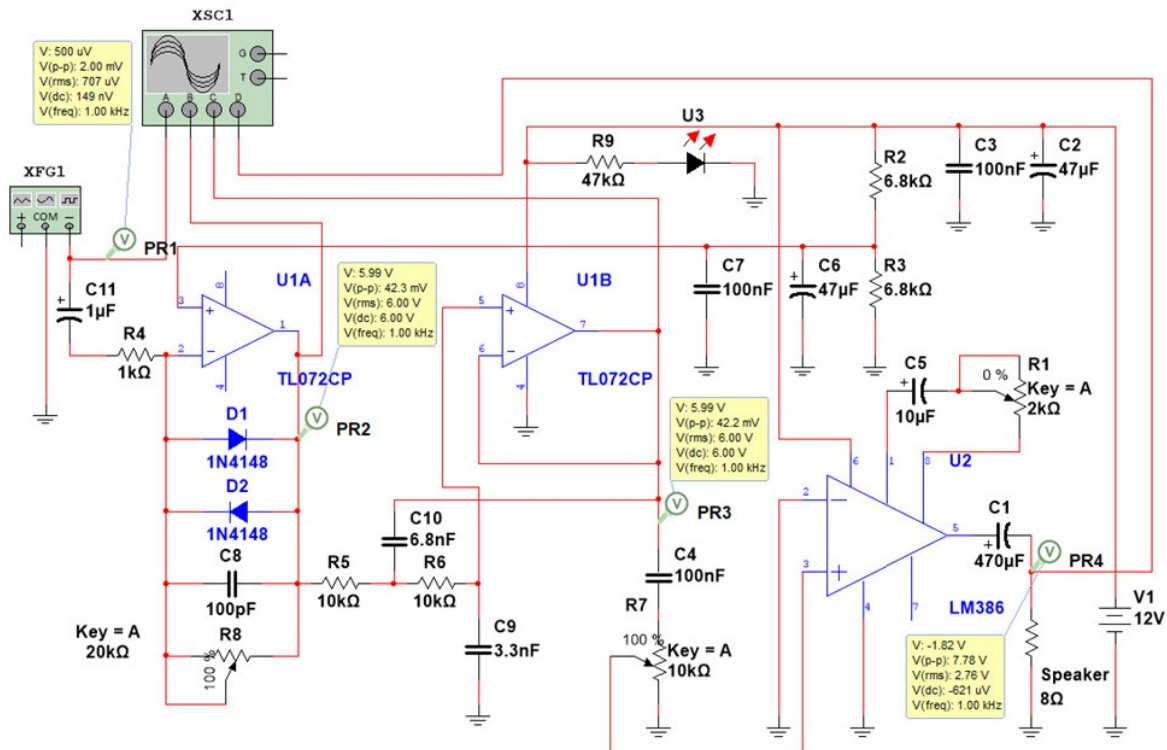 XSC1
V: 500 uV
V(p-p): 2.00 mV
V(rms): 707 uV
V(dc): 149 nV
V(freq): 1.00 kHz
G
T
A
B
C
D
XFG1
+
COM
−
V
PR1
C11
+
1µF
R4
1kΩ
3
2
8
1
4
+
−
U1A
TL072CP
V: 5.99 V
V(p-p): 42.3 mV
V(rms): 6.00 V
V(dc): 6.00 V
V(freq): 1.00 kHz
V
PR2
D1
1N4148
D2
1N4148
C8
100pF
Key = A
20kΩ
R8
100 %
R5
10kΩ
R6
10kΩ
C10
6.8nF
C9
3.3nF
R9
47kΩ
U3
5
6
8
7
4
+
−
U1B
TL072CP
V: 5.99 V
V(p-p): 42.2 mV
V(rms): 6.00 V
V(dc): 6.00 V
V(freq): 1.00 kHz
V
PR3
C4
100nF
R7
100 %
Key = A
10kΩ
C7
100nF
C6
+
47µF
R2
6.8kΩ
R3
6.8kΩ
C3
100nF
C2
+
47µF
C5
+
10µF
R1
0 %
Key = A
2kΩ
U2
6
1
8
2
3
5
4
7
−
+
LM386
C1
+
470µF
V
PR4
V: -1.82 V
V(p-p): 7.78 V
V(rms): 2.76 V
V(dc): -621 uV
V(freq): 1.00 kHz
Speaker
8Ω
V1
12V